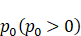 p₀(p₀ > 0)